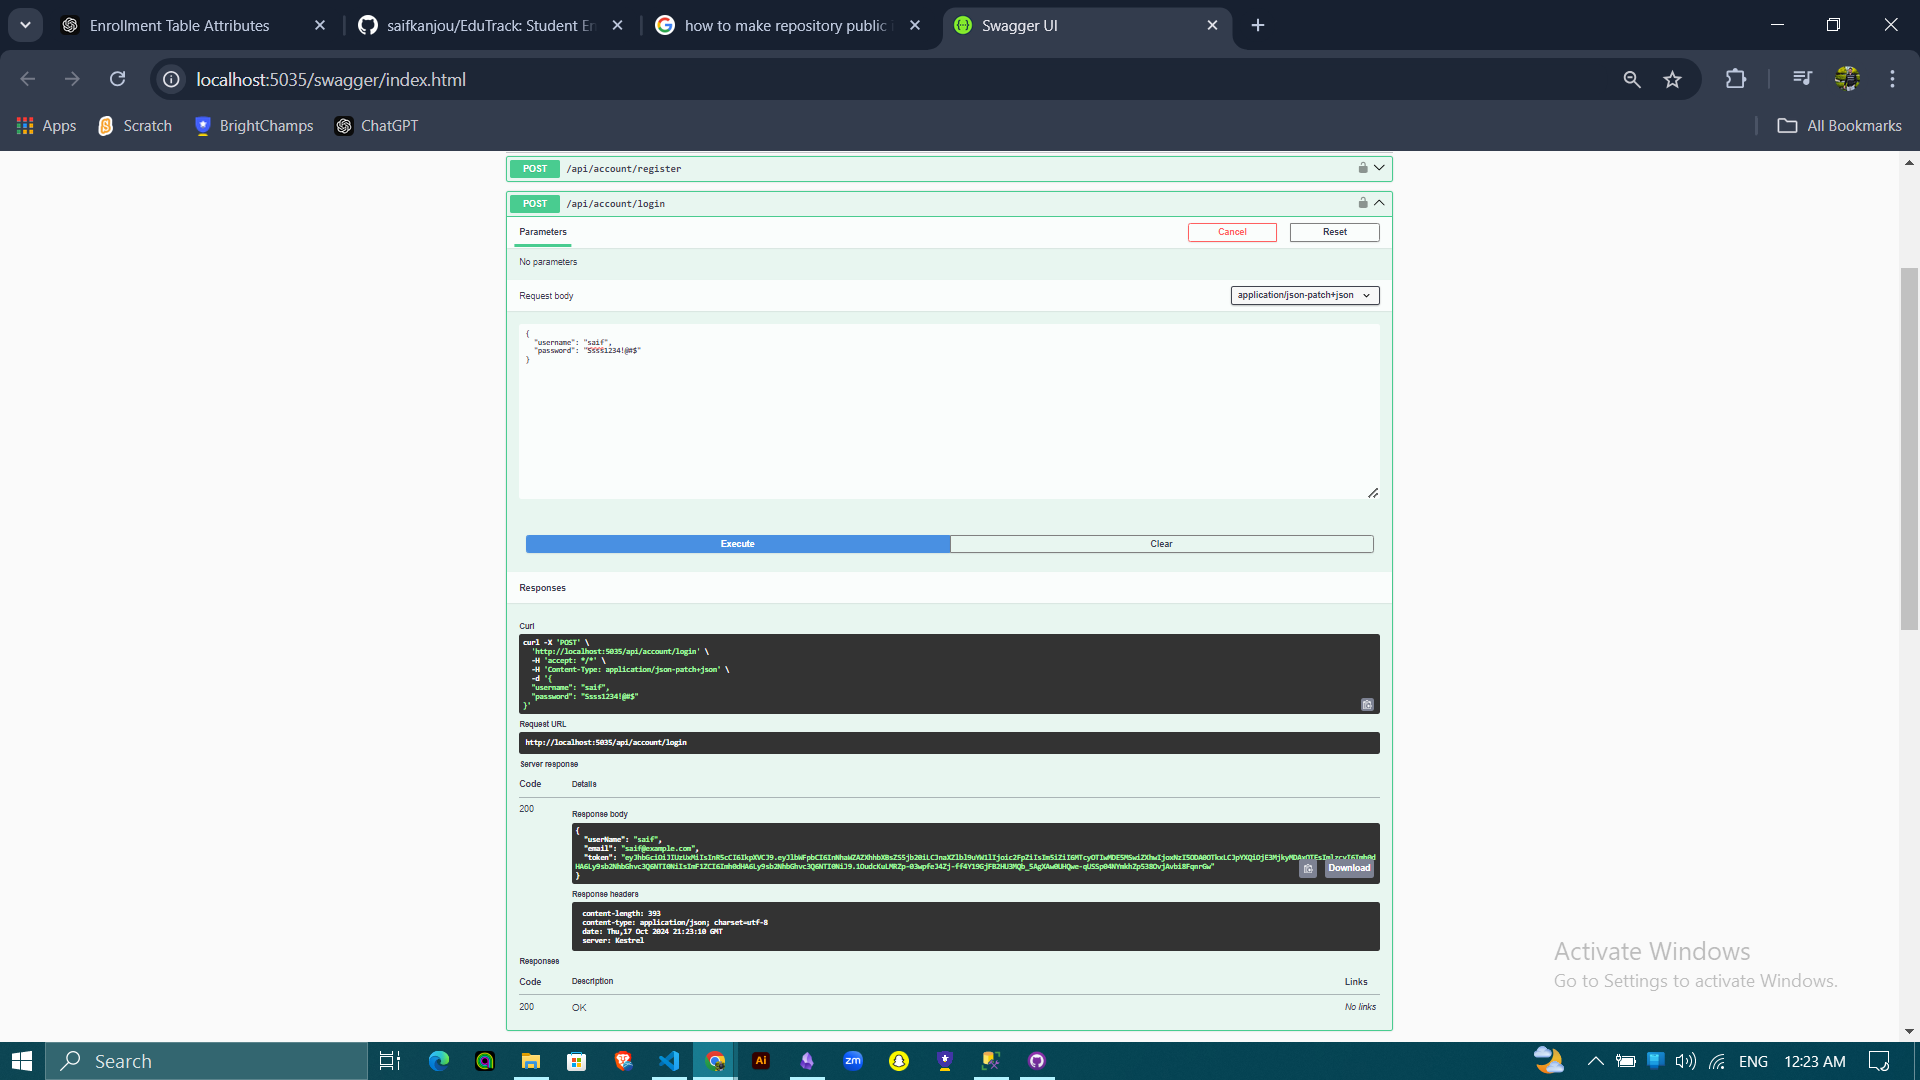 Enrollment Table Attributes
saifkanjou/EduTrack: Student En
how to make repository public i
Swagger UI
localhost:5035/swagger/index.html
Apps
Scratch
BrightChamps
ChatGPT
All Bookmarks
POST /api/account/register
POST /api/account/login
Parameters
Cancel
Reset
No parameters
Request body
application/json-patch+json
{
"username": "saif",
"password": "Ssss1234!@#$"
}
Execute
Clear
Responses
Curl
curl -X 'POST' \
'http://localhost:5035/api/account/login' \
-H 'accept: */*' \
-H 'Content-Type: application/json-patch+json' \
-d '{
"username": "saif",
"password": "Ssss1234!@#$"
}'
Request URL
http://localhost:5035/api/account/login
Server response
Code Details
200
Response body
{
"userName": "saif",
"email": "saif@example.com",
"token":
}
Download
Response headers
content-length: 393
content-type: application/json; charset=utf-8
date: Thu,17 Oct 2024 21:23:10 GMT
server: Kestrel
Responses
Code Description Links
200 OK No links
Activate Windows
Go to Settings to activate Windows.
Search
Ai
zm
ENG
12:23 AM